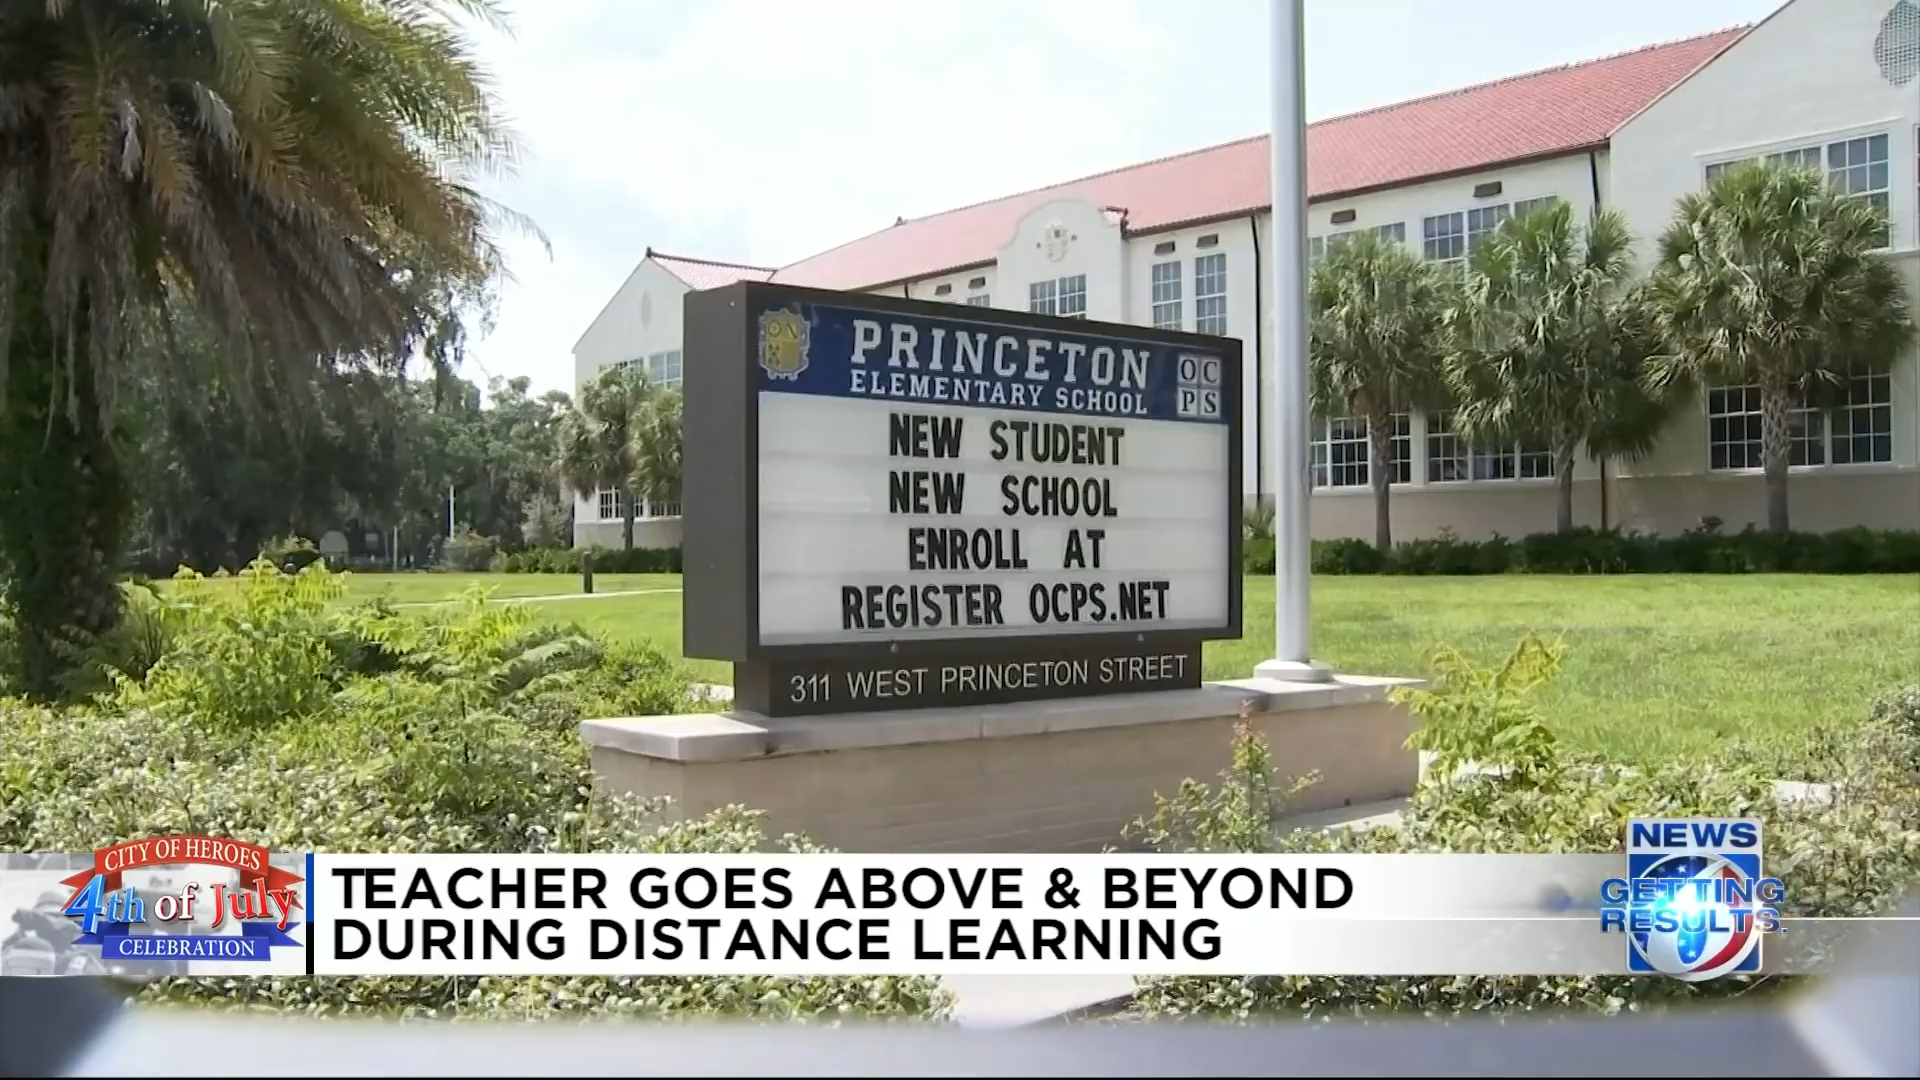 PRINCETON
ELEMENTARY SCHOOL
OC
PS
NEW STUDENT
NEW SCHOOL
ENROLL AT
REGISTER OCPS.NET
311 WEST PRINCETON STREET
CITY OF HEROES
4th of July
CELEBRATION
TEACHER GOES ABOVE & BEYOND
DURING DISTANCE LEARNING
NEWS
GETTING
RESULTS.